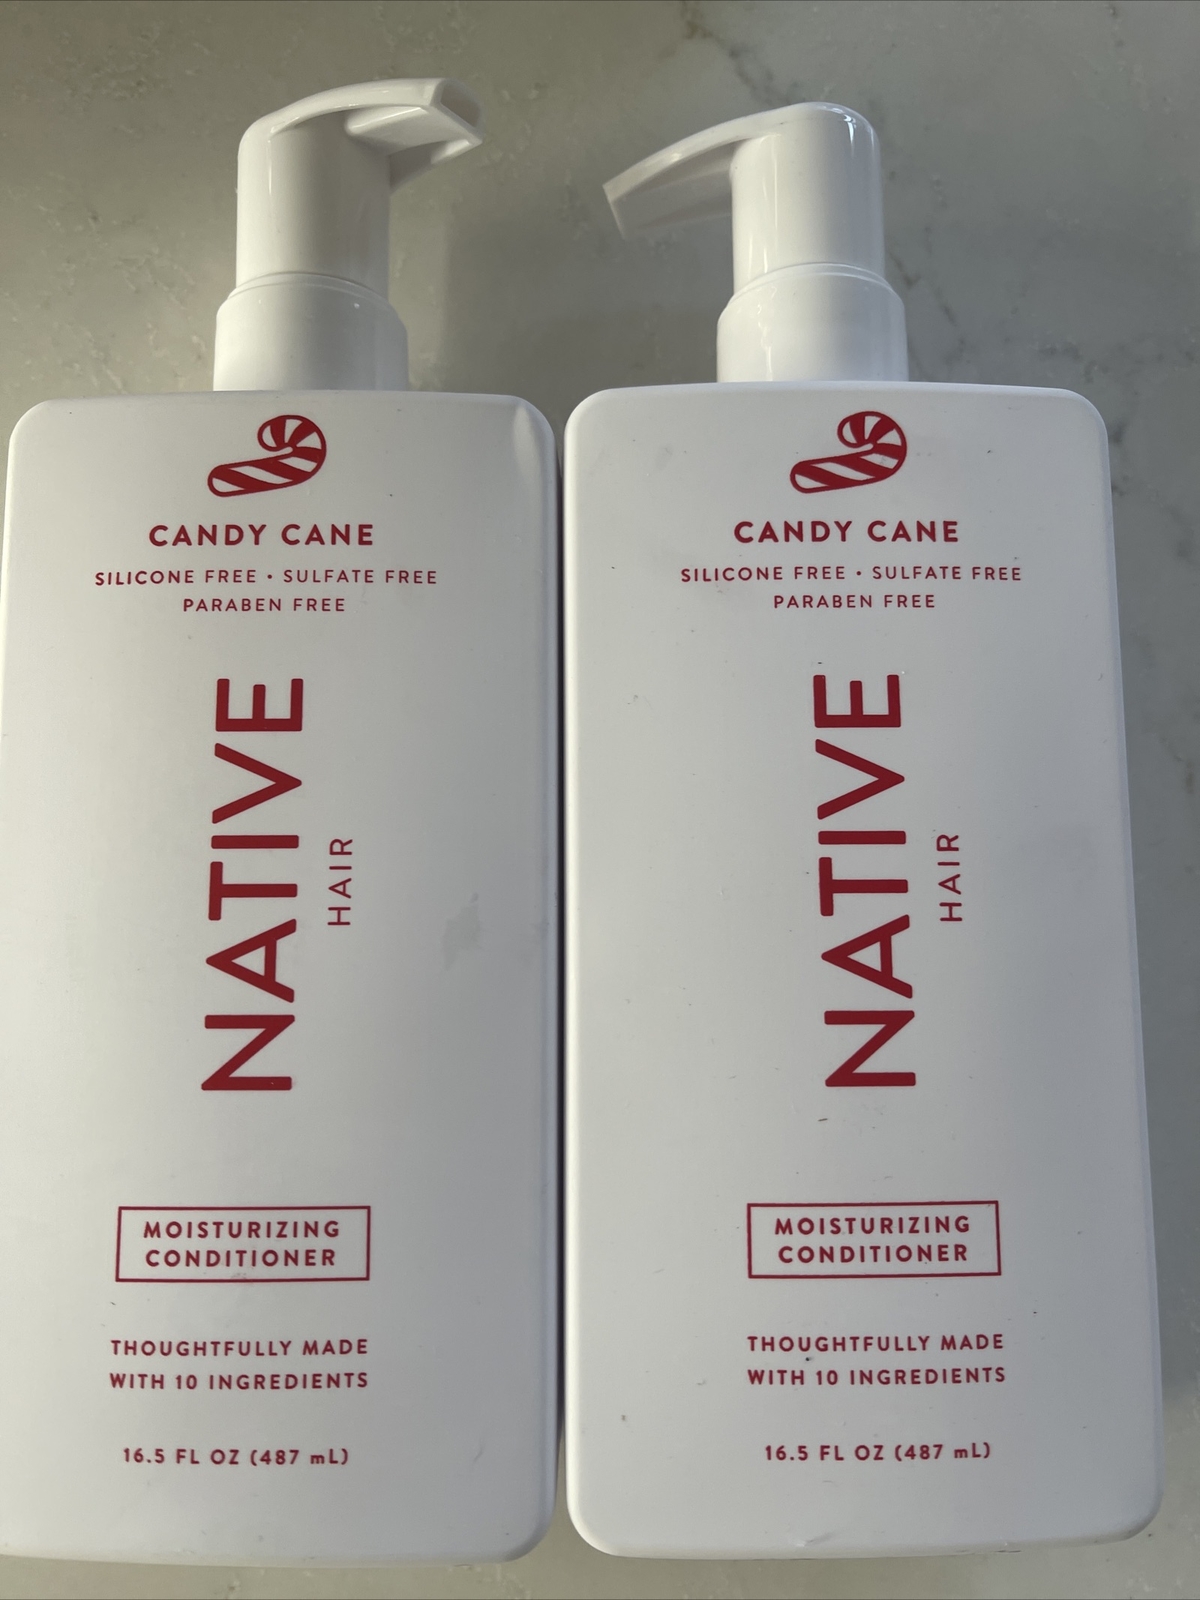 CANDY CANE
SILICONE FREE • SULFATE FREE
PARABEN FREE
NATIVE
HAIR
MOISTURIZING
CONDITIONER
THOUGHTFULLY MADE
WITH 10 INGREDIENTS
16.5 FL OZ (487 mL)
CANDY CANE
SILICONE FREE • SULFATE FREE
PARABEN FREE
NATIVE
HAIR
MOISTURIZING
CONDITIONER
THOUGHTFULLY MADE
WITH 10 INGREDIENTS
16.5 FL OZ (487 mL)